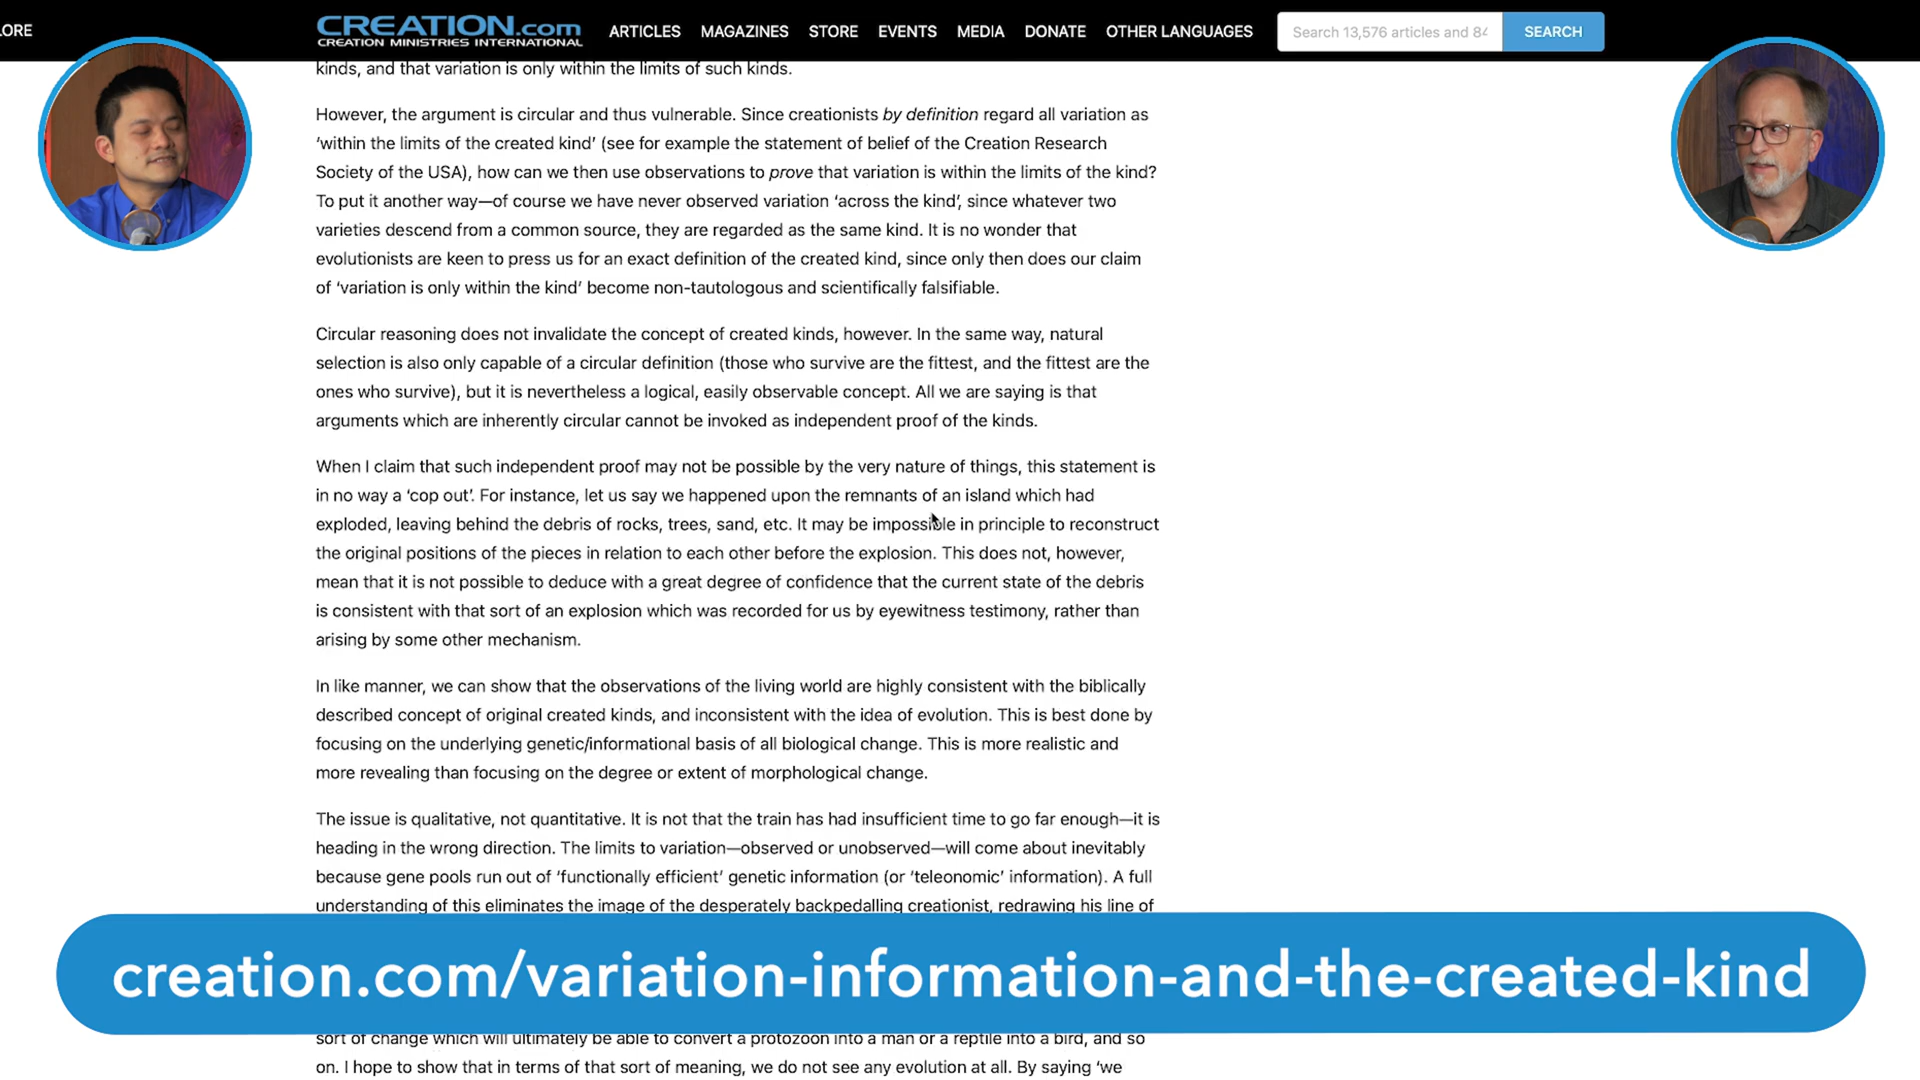 LORE
CREATION.com
CREATION MINISTRIES INTERNATIONAL
ARTICLES MAGAZINES STORE EVENTS MEDIA DONATE OTHER LANGUAGES
Search 13,576 articles and 84
SEARCH
kinds, and that variation is only within the limits of such kinds.
However, the argument is circular and thus vulnerable. Since creationists by definition regard all variation as
‘within the limits of the created kind’ (see for example the statement of belief of the Creation Research
Society of the USA), how can we then use observations to prove that variation is within the limits of the kind?
To put it another way—of course we have never observed variation ‘across the kind’, since whatever two
varieties descend from a common source, they are regarded as the same kind. It is no wonder that
evolutionists are keen to press us for an exact definition of the created kind, since only then does our claim
of ‘variation is only within the kind’ become non-tautologous and scientifically falsifiable.
Circular reasoning does not invalidate the concept of created kinds, however. In the same way, natural
selection is also only capable of a circular definition (those who survive are the fittest, and the fittest are the
ones who survive), but it is nevertheless a logical, easily observable concept. All we are saying is that
arguments which are inherently circular cannot be invoked as independent proof of the kinds.
When I claim that such independent proof may not be possible by the very nature of things, this statement is
in no way a ‘cop out’. For instance, let us say we happened upon the remnants of an island which had
exploded, leaving behind the debris of rocks, trees, sand, etc. It may be impossible in principle to reconstruct
the original positions of the pieces in relation to each other before the explosion. This does not, however,
mean that it is not possible to deduce with a great degree of confidence that the current state of the debris
is consistent with that sort of an explosion which was recorded for us by eyewitness testimony, rather than
arising by some other mechanism.
In like manner, we can show that the observations of the living world are highly consistent with the biblically
described concept of original created kinds, and inconsistent with the idea of evolution. This is best done by
focusing on the underlying genetic/informational basis of all biological change. This is more realistic and
more revealing than focusing on the degree or extent of morphological change.
The issue is qualitative, not quantitative. It is not that the train has had insufficient time to go far enough—it is
heading in the wrong direction. The limits to variation—observed or unobserved—will come about inevitably
because gene pools run out of ‘functionally efficient’ genetic information (or ‘teleonomic’ information). A full
understanding of this eliminates the image of the desperately backpedalling creationist, redrawing his line of
creation.com/variation-information-and-the-created-kind
sort of change which will ultimately be able to convert a protozoon into a man or a reptile into a bird, and so
on. I hope to show that in terms of that sort of meaning, we do not see any evolution at all. By saying ‘we